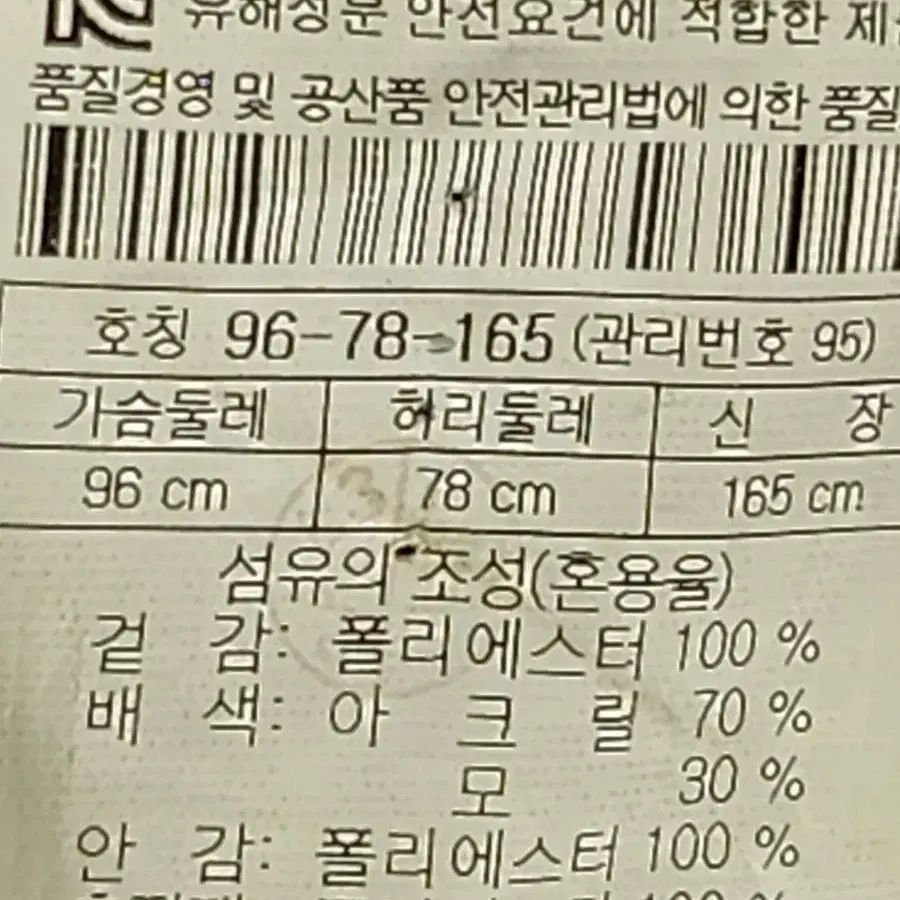 유해성분 안전요건에 적합한
품질경영 및 공산품 안전관리법에 의한 품질
호칭 96-78-165 (관리번호 95)
가슴둘레 허리둘레 신 장
96 cm 78 cm 165 cm
섬유의 조성(혼용율)
겉 감: 폴리에스터 100 %
배 색: 아 크 릴 70 %
모 30 %
안 감: 폴리에스터 100 %